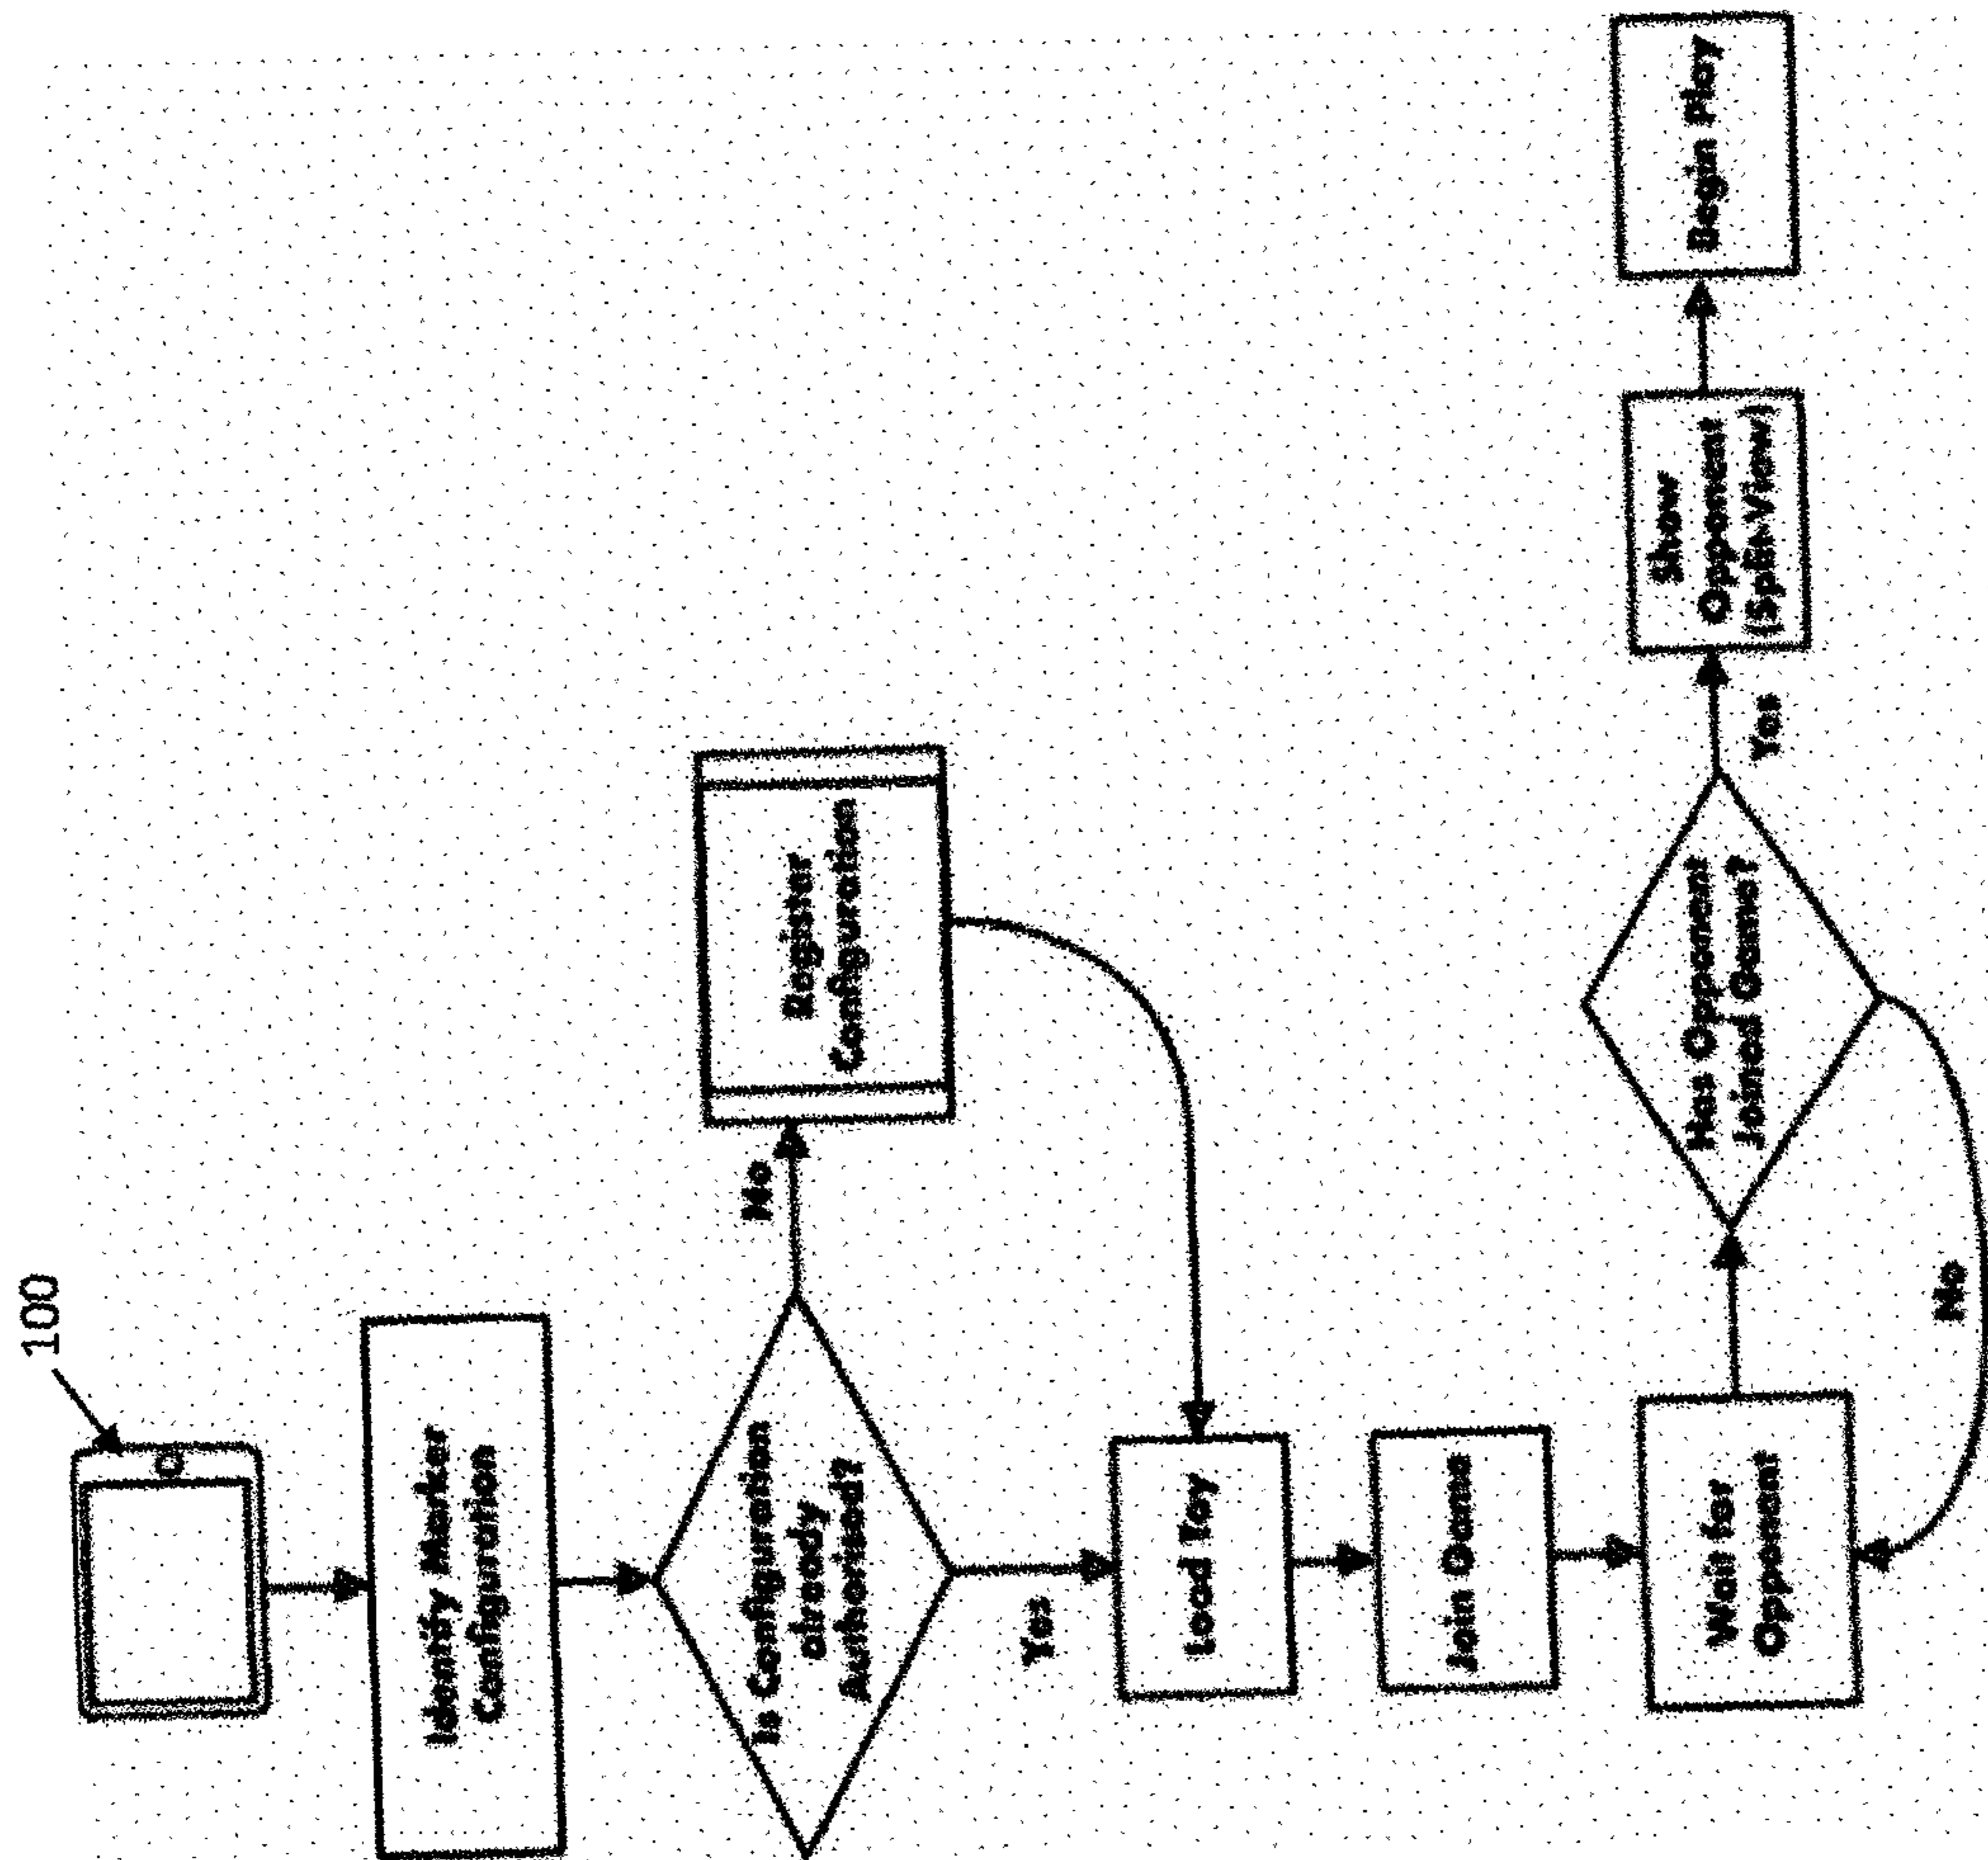 100
Identify Marker
Configuration
Is Configuration
already
Authorised?
No
Register
Configuration
Yes
Load Toy
Join Game
Wait for
Opponent
Has Opponent
Joined Game?
No
Yes
Show
Opponent
(Split-View)
Begin Play